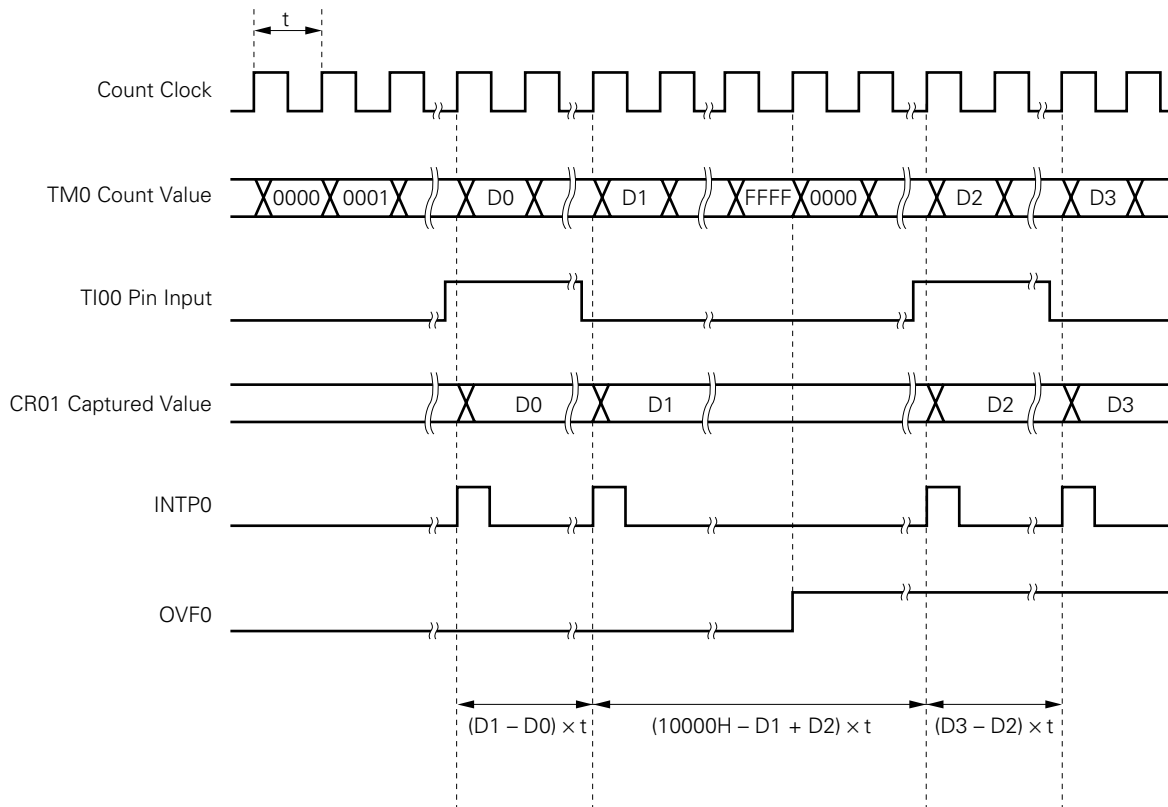 t
Count Clock
TM0 Count Value
0000 0001 D0 D1 FFFF 0000 D2 D3
TI00 Pin Input
CR01 Captured Value
D0 D1 D2 D3
INTP0
OVF0
(D1 – D0) × t (10000H – D1 + D2) × t (D3 – D2) × t